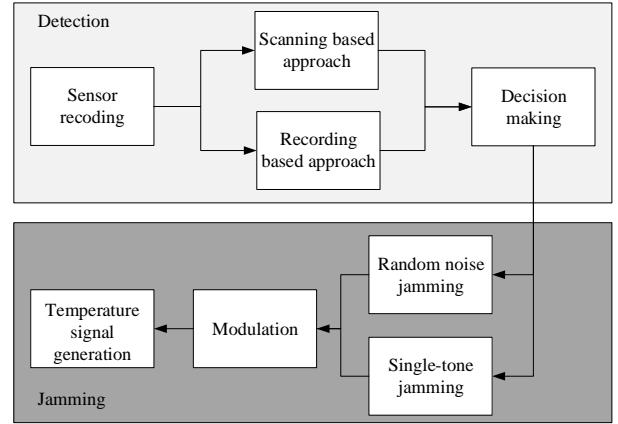 Detection
Scanning based
approach
Sensor
recoding
Recording
based approach
Decision
making
Random noise
jamming
Temperature
signal
generation
Modulation
Single-tone
jamming
Jamming